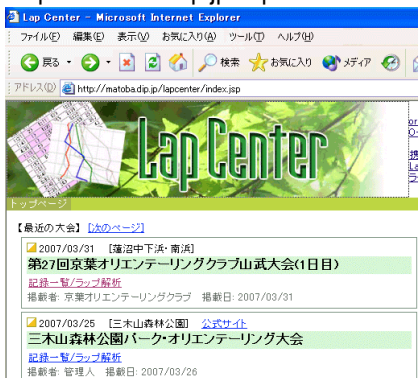 Lap Center - Microsoft Internet Explorer
ファイル(F) 編集(E) 表示(V) お気に入り(A) ツール(T) ヘルプ(H)
戻る 検索 お気に入り メディア
アドレス(D) http://matoba.dip.jp/lapcenter/index.jsp
Lap Center
トップページ
【最近の大会】 [次のページ]
2007/03/31 [蓮沼中下浜・南浜]
第27回京葉オリエンテーリングクラブ山武大会(1日目)
記録一覧/ラップ解析
掲載者: 京葉オリエンテーリングクラブ 掲載日: 2007/03/31
2007/03/25 [三木山森林公園] 公式サイト
三木山森林公園パーク・オリエンテーリング大会
記録一覧/ラップ解析
掲載者: 管理人 掲載日: 2007/03/26